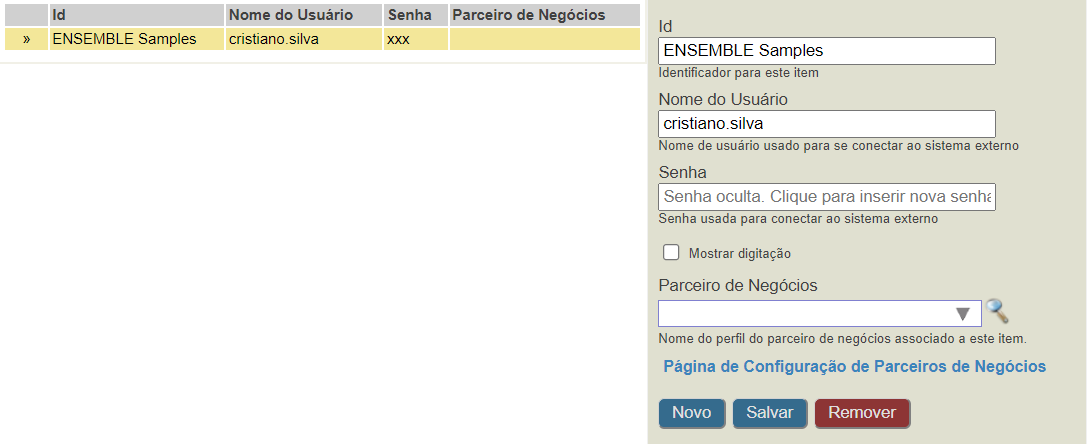 Id Nome do Usuário Senha Parceiro de Negócios
» ENSEMBLE Samples cristiano.silva xxx
Id
ENSEMBLE Samples
Identificador para este item
Nome do Usuário
cristiano.silva
Nome de usuário usado para se conectar ao sistema externo
Senha
Senha oculta. Clique para inserir nova senha
Senha usada para conectar ao sistema externo
Mostrar digitação
Parceiro de Negócios
Nome do perfil do parceiro de negócios associado a este item.
Página de Configuração de Parceiros de Negócios
Novo Salvar Remover